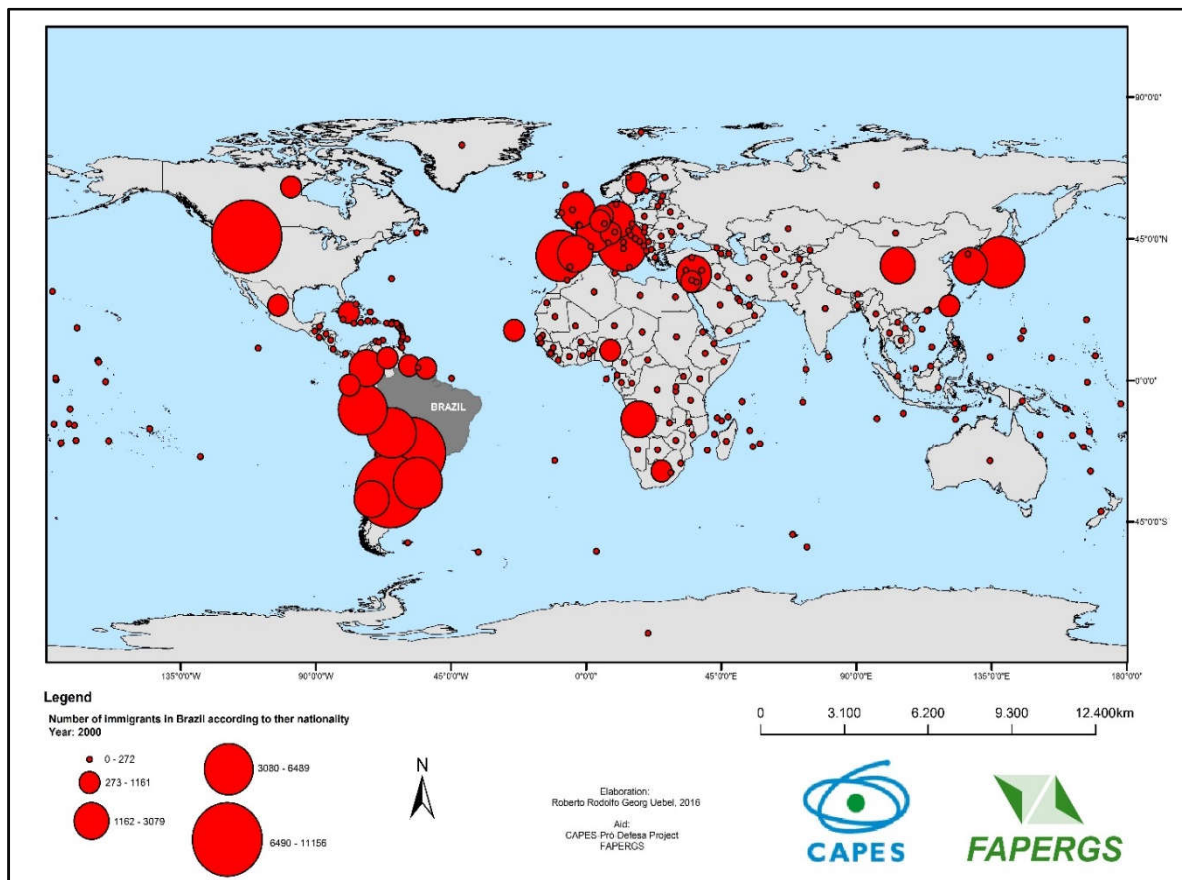 90°0'0"
45°0'0"N
0°0'0"
45°0'0"S
BRAZIL
135°0'0"W
90°0'0"W
45°0'0"W
0°0'0"
45°0'0"E
90°0'0"E
135°0'0"E
180°0'0"
Legend
Number of immigrants in Brazil according to ther nationality
Year: 2000
0 - 272
273 - 1161
1162 - 3079
3080 - 6489
6490 - 11156
N
0 3.100 6.200 9.300 12.400km
Elaboration:
Roberto Rodolfo Georg Uebel, 2016
Aid:
CAPES-Pró Defesa Project
FAPERGS
CAPES
FAPERGS